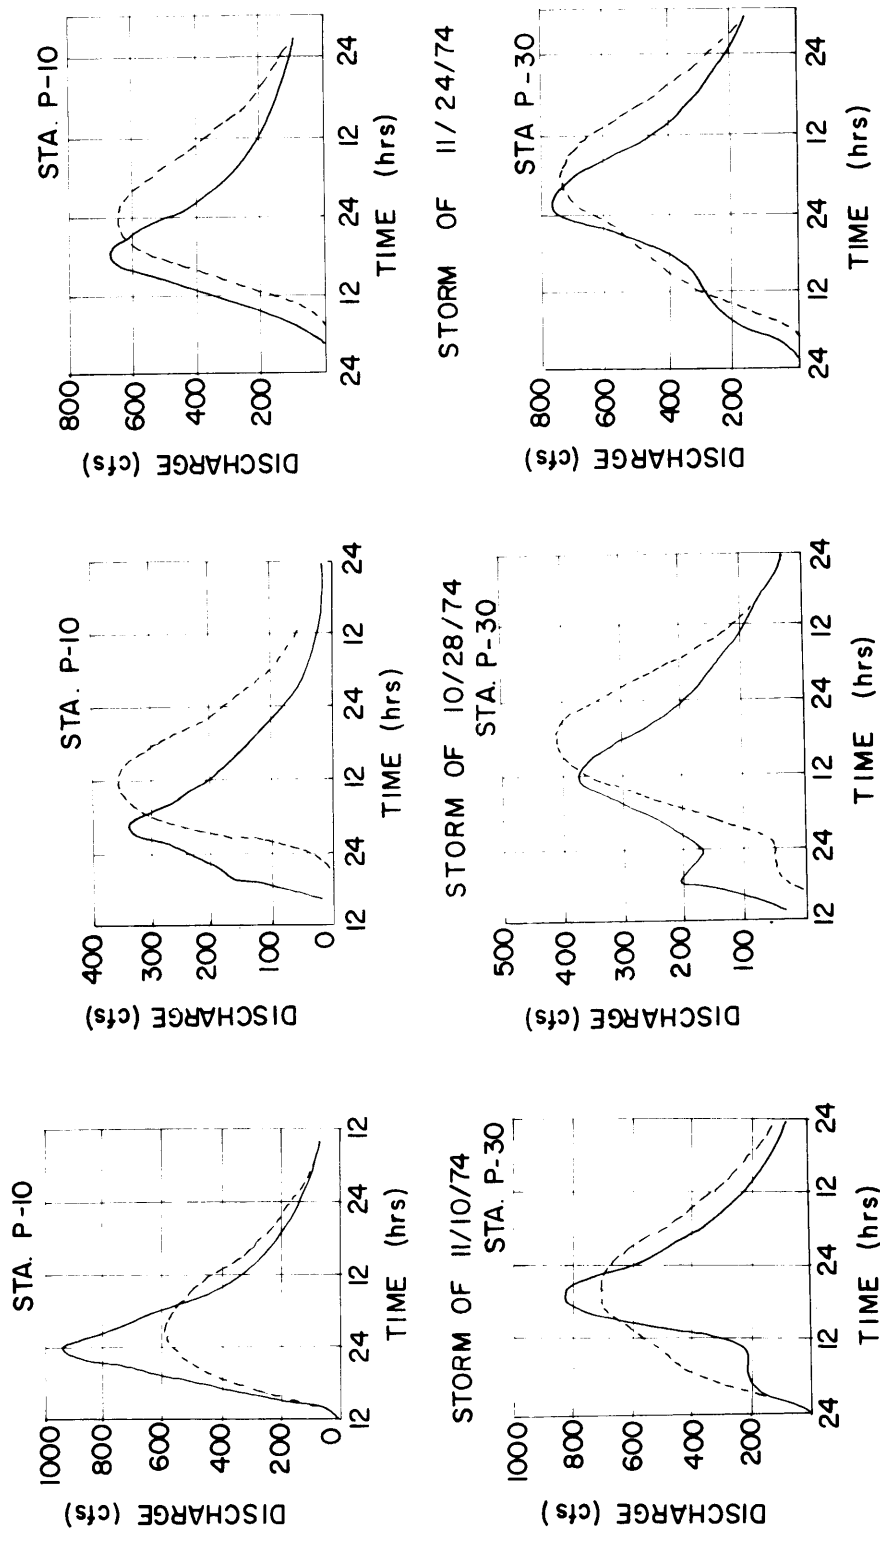 STA. P-10
DISCHARGE (cfs)
1000
800
600
400
200
0
12 24 12 24 12
TIME (hrs)
STA. P-10
DISCHARGE (cfs)
400
300
200
100
0
12 24 12 24 12 24
TIME (hrs)
STA. P-10
DISCHARGE (cfs)
800
600
400
200
24 12 24 12 24
TIME (hrs)
STORM OF 11/10/74
STA. P-30
DISCHARGE (cfs)
1000
800
600
400
200
24 12 24 12 24
TIME (hrs)
STORM OF 10/28/74
STA. P-30
DISCHARGE (cfs)
500
400
300
200
100
12 24 12 24 12 24
TIME (hrs)
STORM OF 11/24/74
STA P-30
DISCHARGE (cfs)
800
600
400
200
24 12 24 12 24
TIME (hrs)